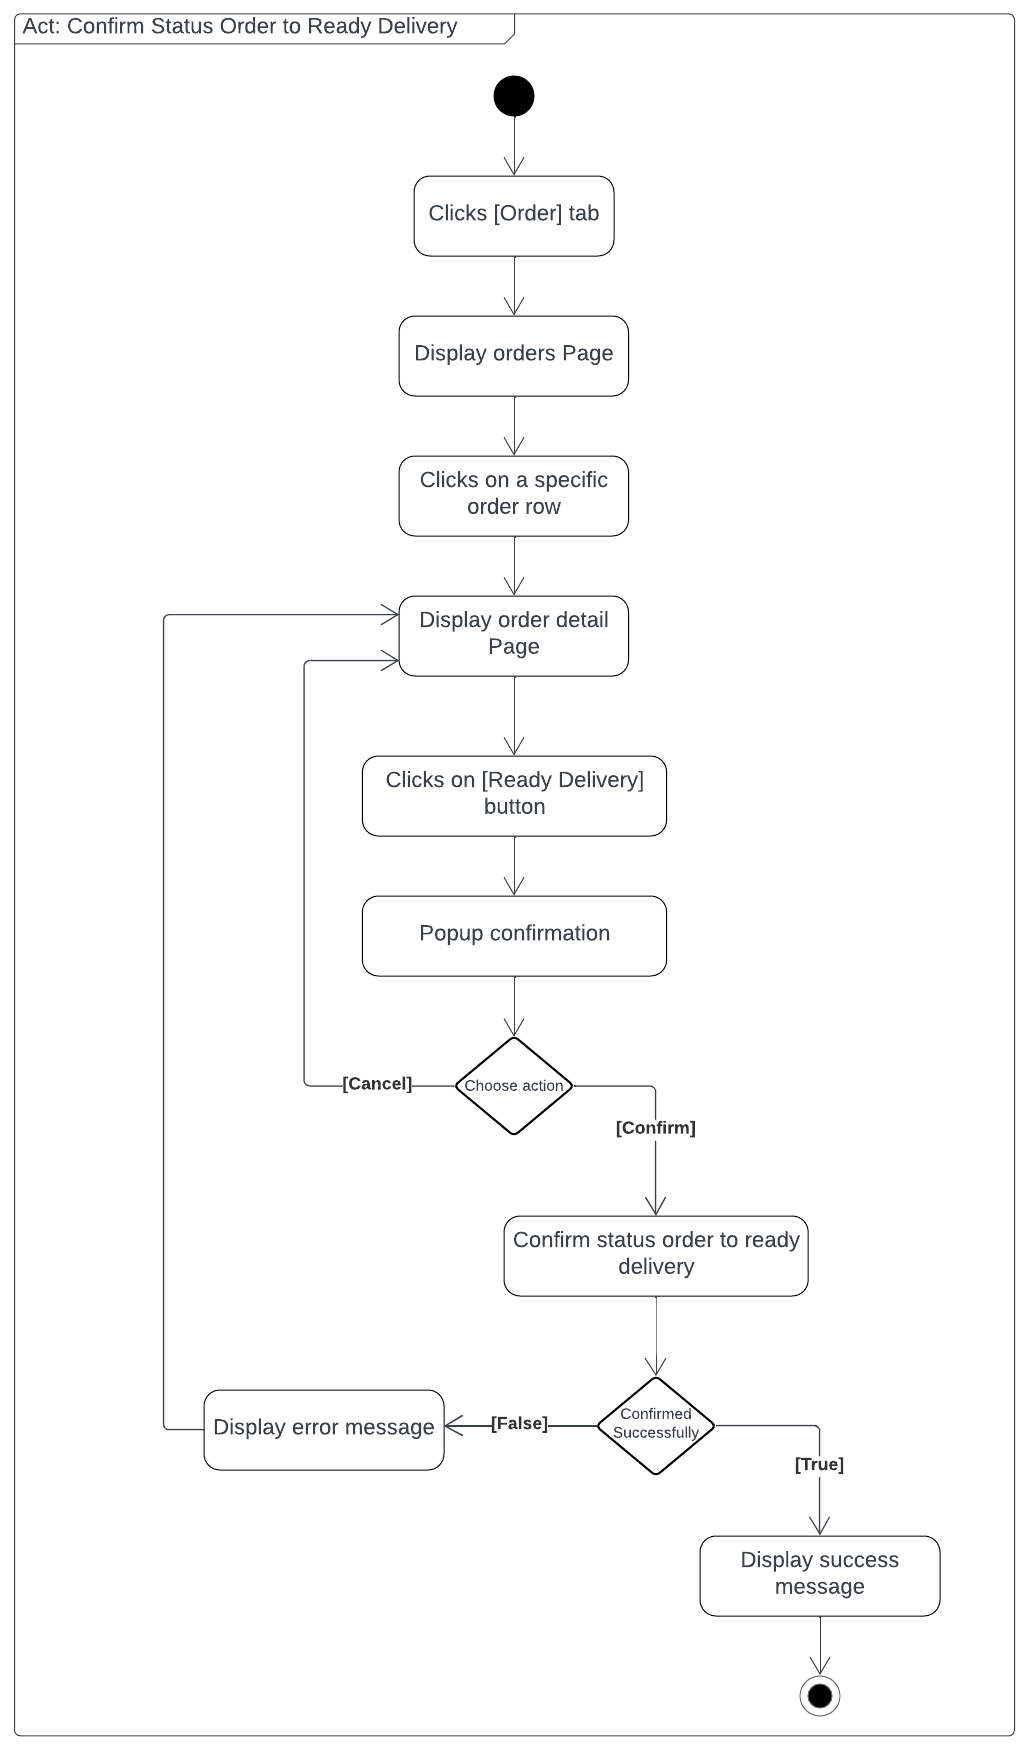 Act: Confirm Status Order to Ready Delivery
Clicks [Order] tab
Display orders Page
Clicks on a specific
order row
Display order detail
Page
Clicks on [Ready Delivery]
button
Popup confirmation
[Cancel]
Choose action
[Confirm]
Confirm status order to ready
delivery
Display error message
[False]
Confirmed
Successfully
[True]
Display success
message